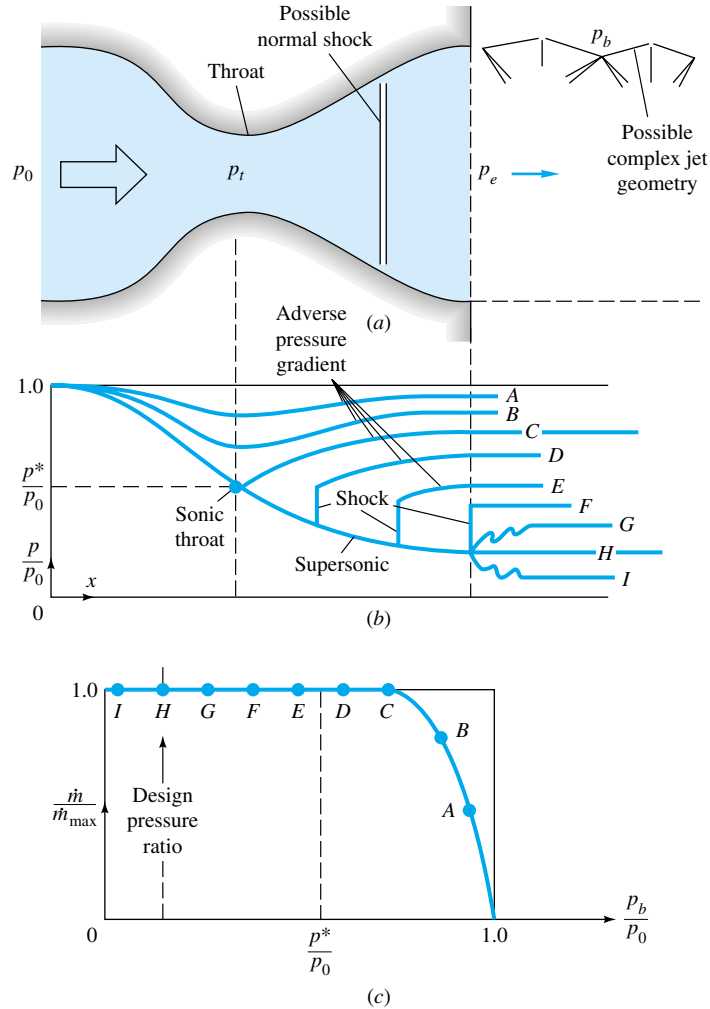 Possible
normal shock
Throat
p_b
Possible
complex jet
geometry
p_0
p_t
p_e
(a)
Adverse
pressure
gradient
1.0
A
B
C
D
E
F
G
H
I
p*/p_0
Sonic
throat
Shock
Supersonic
p/p_0
x
0
(b)
1.0
I H G F E D C
B
A
ṁ/ṁ_max
Design
pressure
ratio
0
p*/p_0
1.0
p_b/p_0
(c)